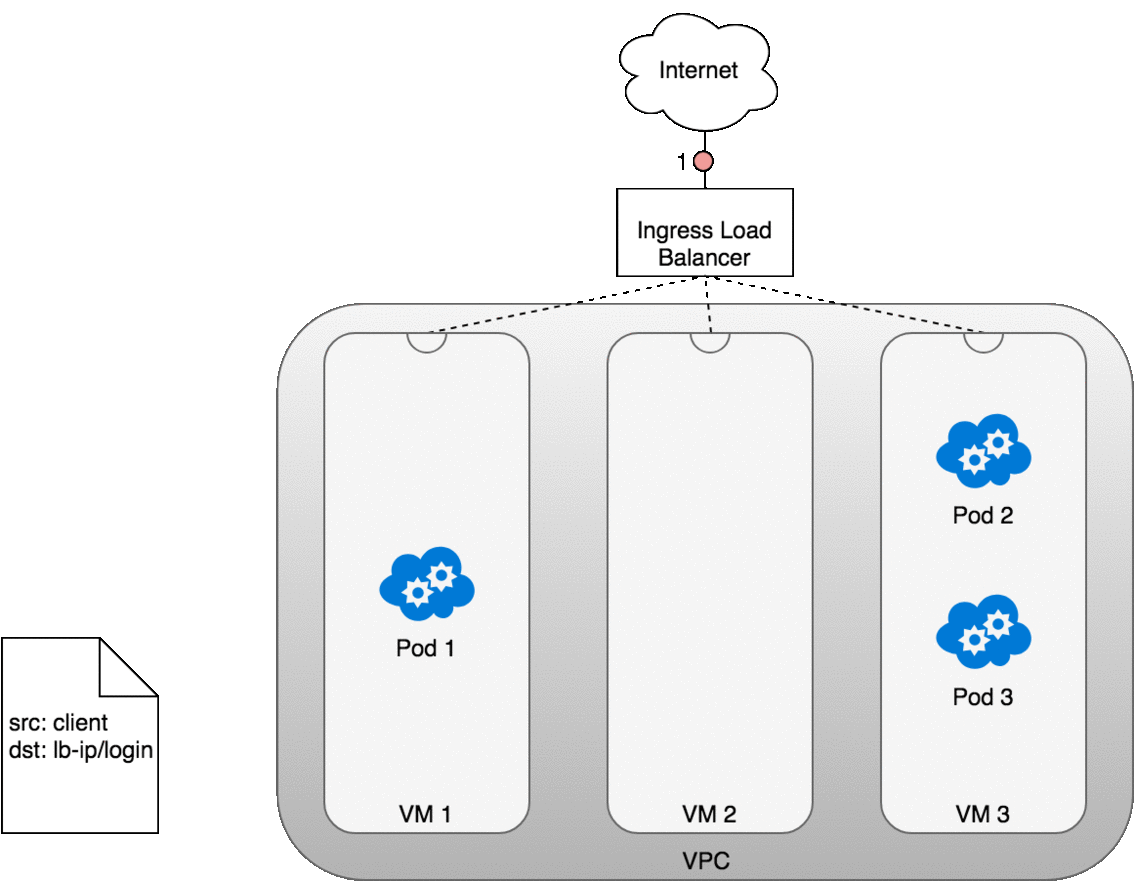 Internet
1
Ingress Load
Balancer
Pod 2
Pod 1
Pod 3
src: client
dst: lb-ip/login
VM 1
VM 2
VM 3
VPC